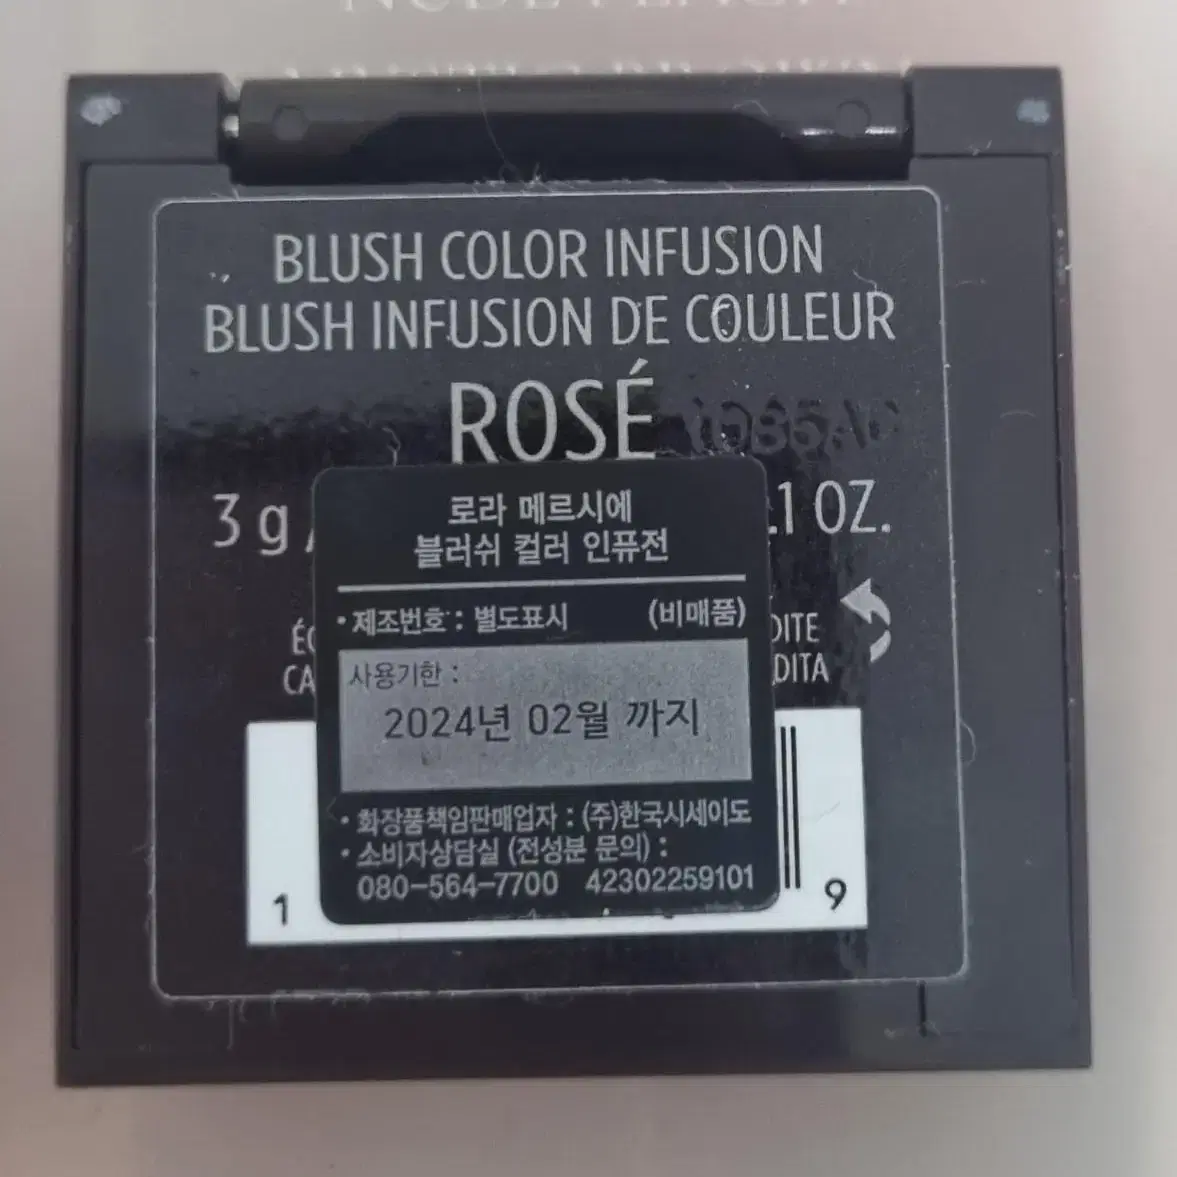 BLUSH COLOR INFUSION
BLUSH INFUSION DE COULEUR
ROSÉ
3 g / .1 OZ.
로라 메르시에
블러쉬 컬러 인퓨전
• 제조번호 : 별도표시 (비매품)
사용기한 :
2024년 02월 까지
• 화장품책임판매업자 : (주)한국시세이도
• 소비자상담실 (전성분 문의) :
080-564-7700 42302259101
1 9